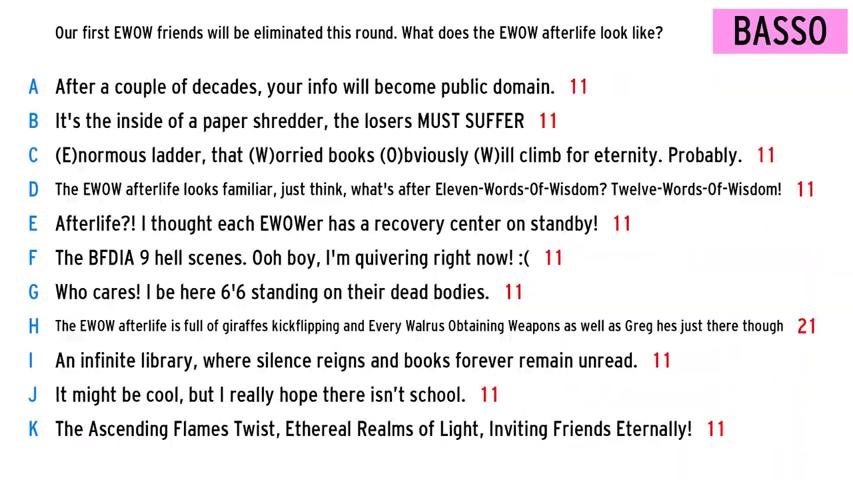 Our first EWOW friends will be eliminated this round. What does the EWOW afterlife look like?
BASSO
A After a couple of decades, your info will become public domain. 11
B It's the inside of a paper shredder, the losers MUST SUFFER 11
C (E)normous ladder, that (W)orried books (O)bviously (W)ill climb for eternity. Probably. 11
D The EWOW afterlife looks familiar, just think, what's after Eleven-Words-Of-Wisdom? Twelve-Words-Of-Wisdom! 11
E Afterlife?! I thought each EWOWer has a recovery center on standby! 11
F The BFDIA 9 hell scenes. Ooh boy, I'm quivering right now! :( 11
G Who cares! I be here 6'6 standing on their dead bodies. 11
H The EWOW afterlife is full of giraffes kickflipping and Every Walrus Obtaining Weapons as well as Greg hes just there though 21
I An infinite library, where silence reigns and books forever remain unread. 11
J It might be cool, but I really hope there isn’t school. 11
K The Ascending Flames Twist, Ethereal Realms of Light, Inviting Friends Eternally! 11